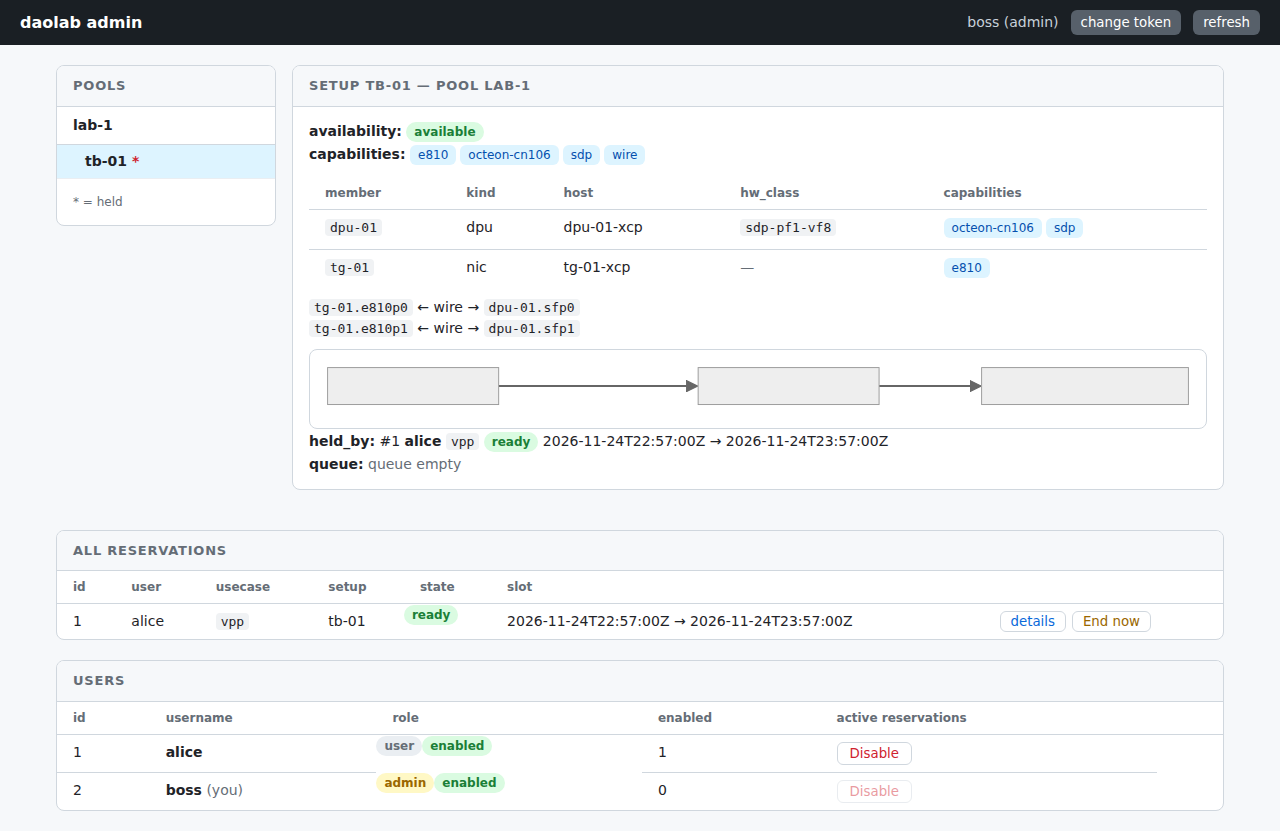 daolab admin
boss (admin) change token refresh
POOLS
lab-1
tb-01 *
* = held
SETUP TB-01 — POOL LAB-1
availability: available
capabilities: e810 octeon-cn106 sdp wire
member kind host hw_class capabilities
dpu-01 dpu dpu-01-xcp sdp-pf1-vf8 octeon-cn106 sdp
tg-01 nic tg-01-xcp — e810
tg-01.e810p0 ← wire → dpu-01.sfp0
tg-01.e810p1 ← wire → dpu-01.sfp1
held_by: #1 alice vpp ready 2026-11-24T22:57:00Z → 2026-11-24T23:57:00Z
queue: queue empty
ALL RESERVATIONS
id user usecase setup state slot
1 alice vpp tb-01 ready 2026-11-24T22:57:00Z → 2026-11-24T23:57:00Z details End now
USERS
id username role enabled active reservations
1 alice user enabled 1 Disable
2 boss (you) admin enabled 0 Disable